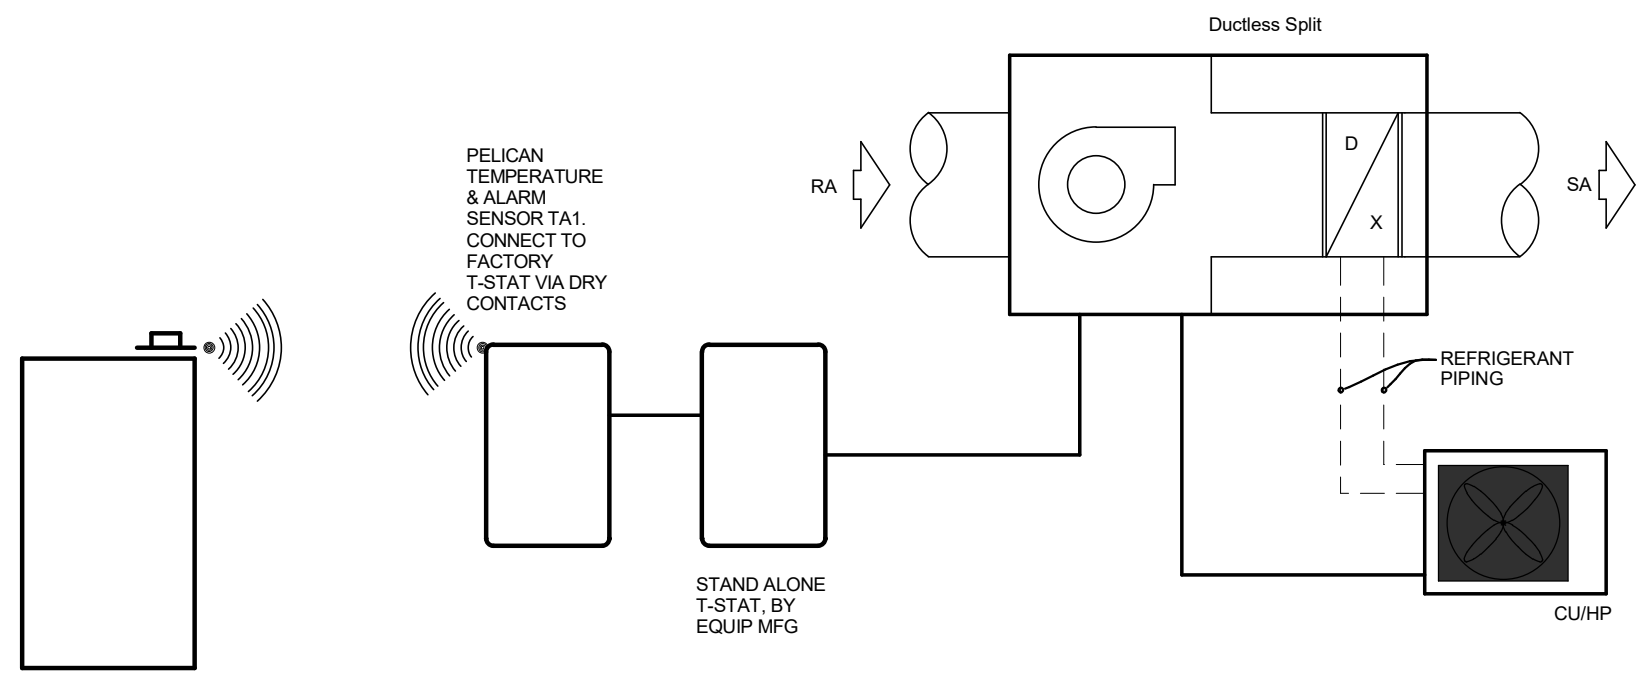 Ductless Split
PELICAN
TEMPERATURE
& ALARM
SENSOR TA1.
CONNECT TO
FACTORY
T-STAT VIA DRY
CONTACTS
RA
D
X
SA
REFRIGERANT
PIPING
STAND ALONE
T-STAT, BY
EQUIP MFG
CU/HP